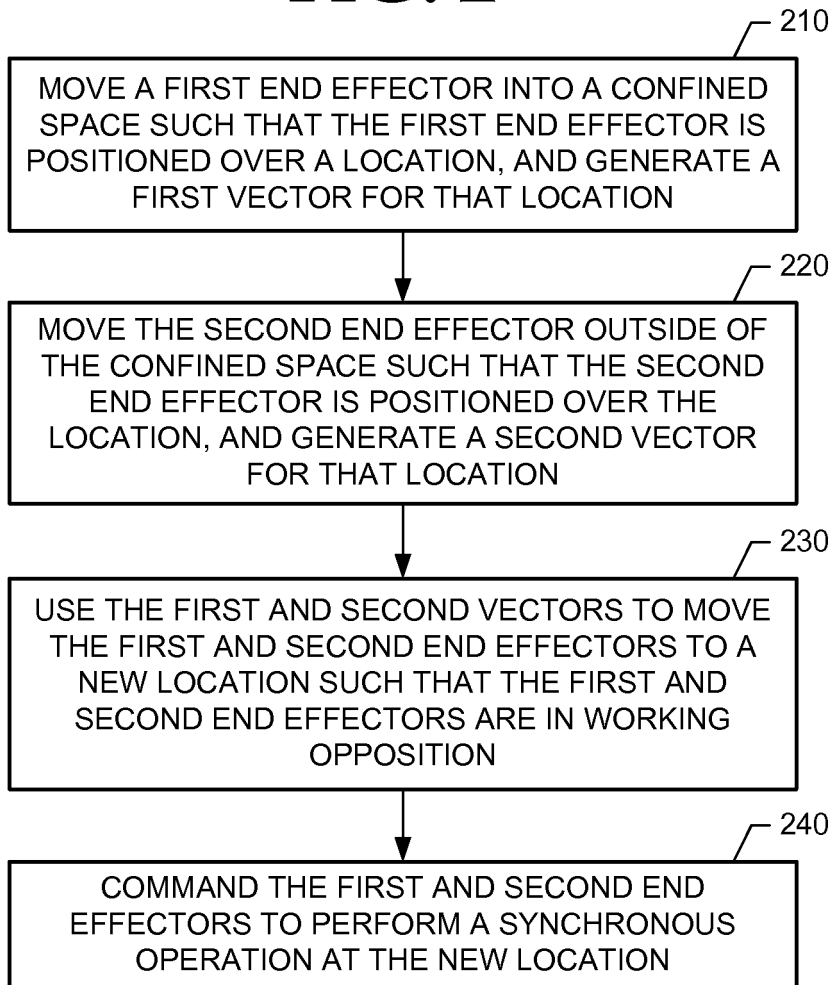 210
MOVE A FIRST END EFFECTOR INTO A CONFINED
SPACE SUCH THAT THE FIRST END EFFECTOR IS
POSITIONED OVER A LOCATION, AND GENERATE A
FIRST VECTOR FOR THAT LOCATION
220
MOVE THE SECOND END EFFECTOR OUTSIDE OF
THE CONFINED SPACE SUCH THAT THE SECOND
END EFFECTOR IS POSITIONED OVER THE
LOCATION, AND GENERATE A SECOND VECTOR
FOR THAT LOCATION
230
USE THE FIRST AND SECOND VECTORS TO MOVE
THE FIRST AND SECOND END EFFECTORS TO A
NEW LOCATION SUCH THAT THE FIRST AND
SECOND END EFFECTORS ARE IN WORKING
OPPOSITION
240
COMMAND THE FIRST AND SECOND END
EFFECTORS TO PERFORM A SYNCHRONOUS
OPERATION AT THE NEW LOCATION